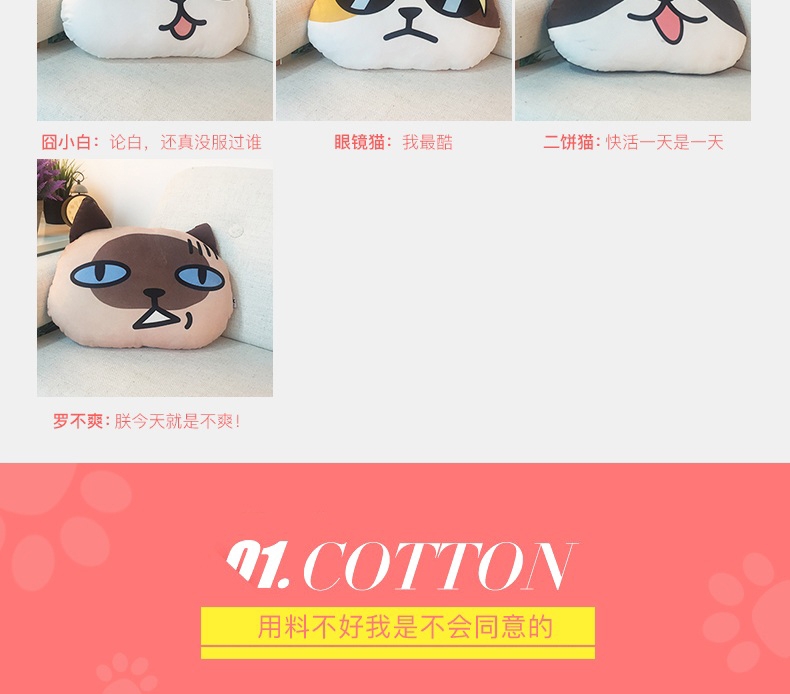 囧小白：论白，还真没服过谁
眼镜猫：我最酷
二饼猫：快活一天是一天
罗不爽：朕今天就是不爽！
01.COTTON
用料不好我是不会同意的